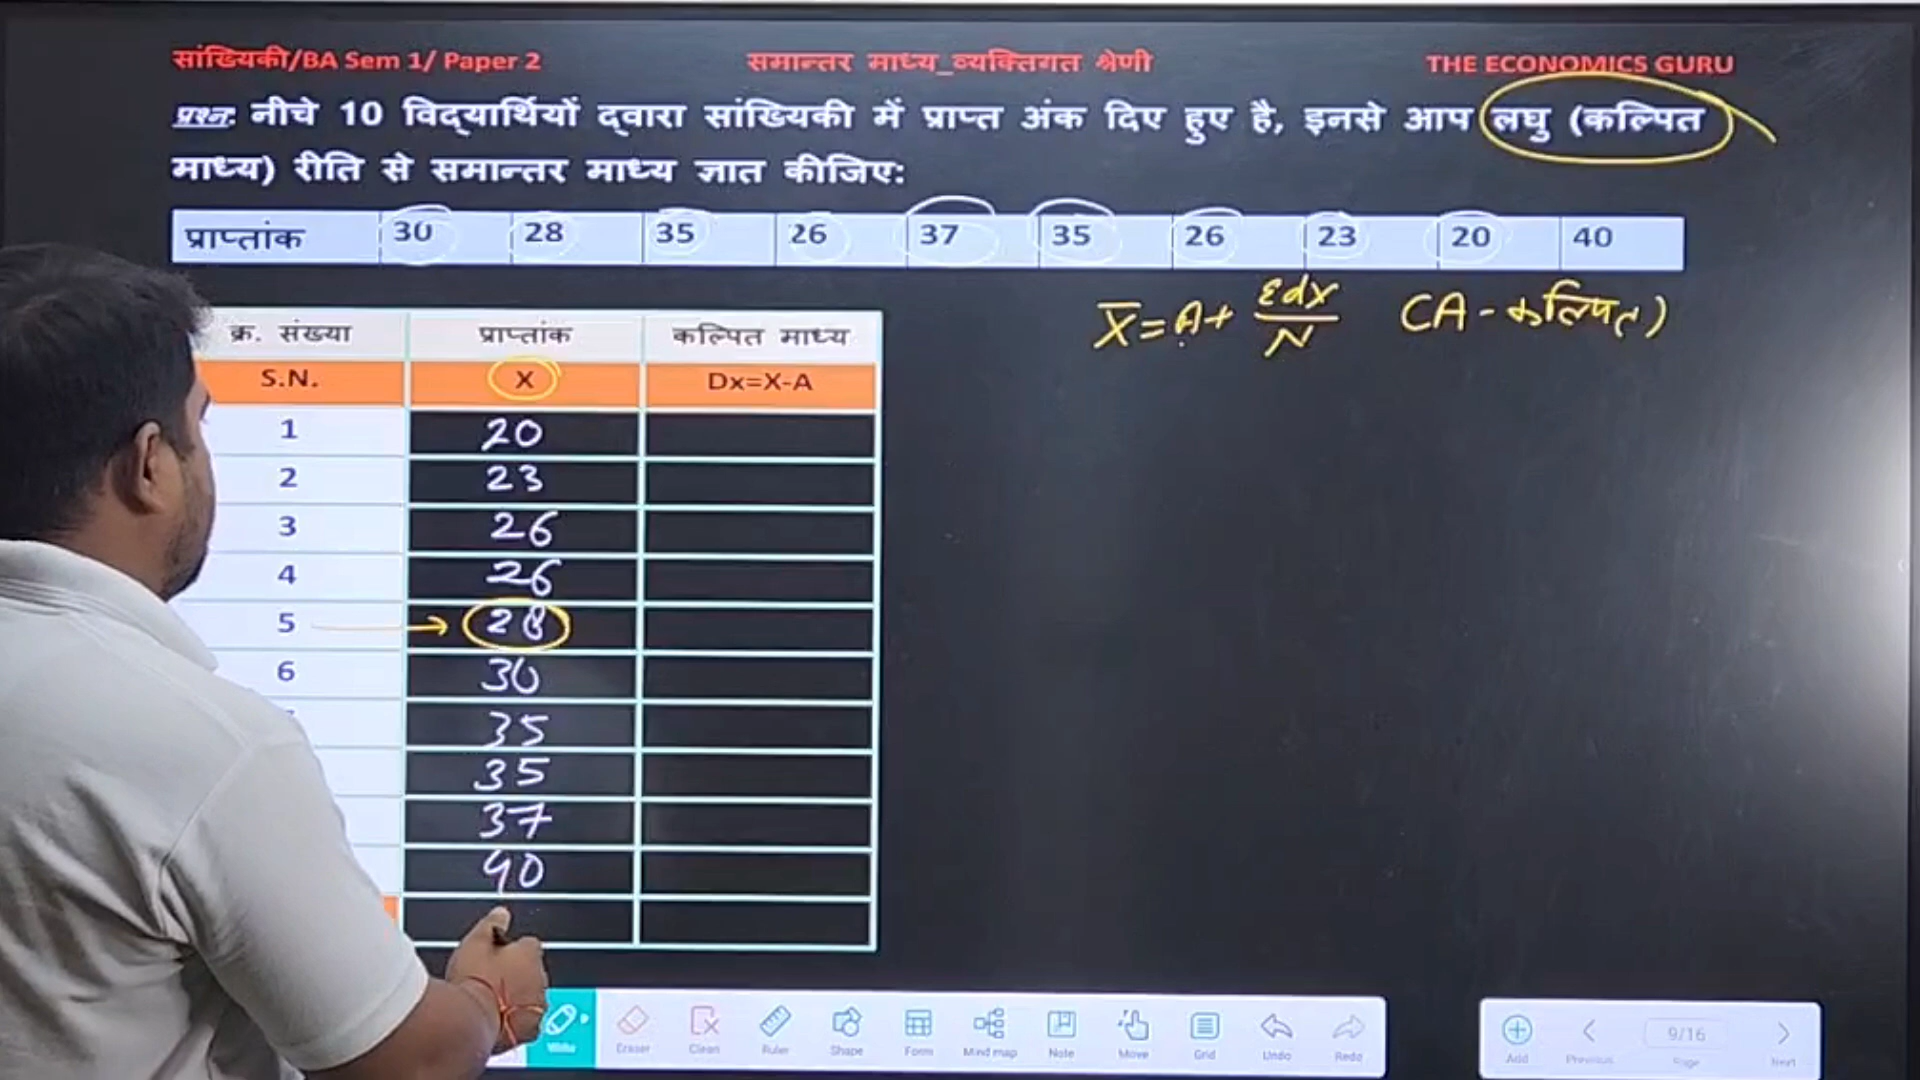 सांख्यिकी/BA Sem 1/ Paper 2 समान्तर माध्य_व्यक्तिगत श्रेणी THE ECONOMICS GURU
प्रश्न: नीचे 10 विद्यार्थियों द्वारा सांख्यिकी में प्राप्त अंक दिए हुए है, इनसे आप लघु (कल्पित
माध्य) रीति से समान्तर माध्य ज्ञात कीजिए:
प्राप्तांक 30 28 35 26 37 35 26 23 20 40
X̅ = A + Σdx/N (A - कल्पित)
क्र. संख्या प्राप्तांक कल्पित माध्य
S.N. X Dx=X-A
1 20
2 23
3 26
4 26
5 28
6 30
35
35
37
40
Write Eraser Clean Ruler Shape Form Mind map Note Move Grid Undo Redo
Add Previous 9/16 Page Next